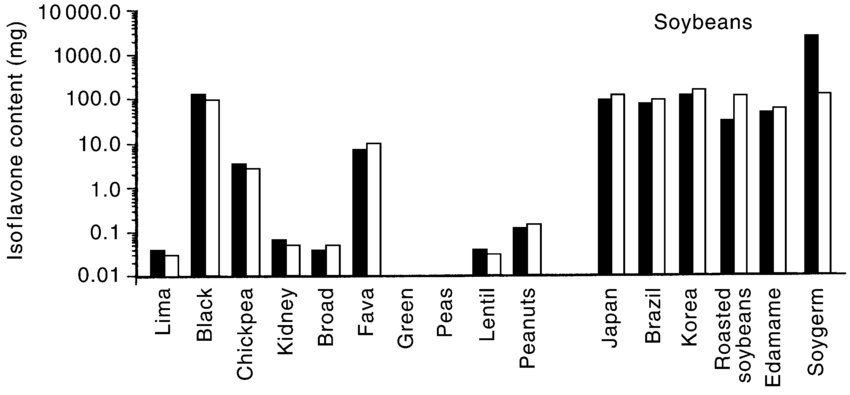 Soybeans
Isoflavone content (mg)
10 000.0
1000.0
100.0
10.0
1.0
0.1
0.01
Lima
Black
Chickpea
Kidney
Broad
Fava
Green
Peas
Lentil
Peanuts
Japan
Brazil
Korea
Roasted
soybeans
Edamame
Soygerm